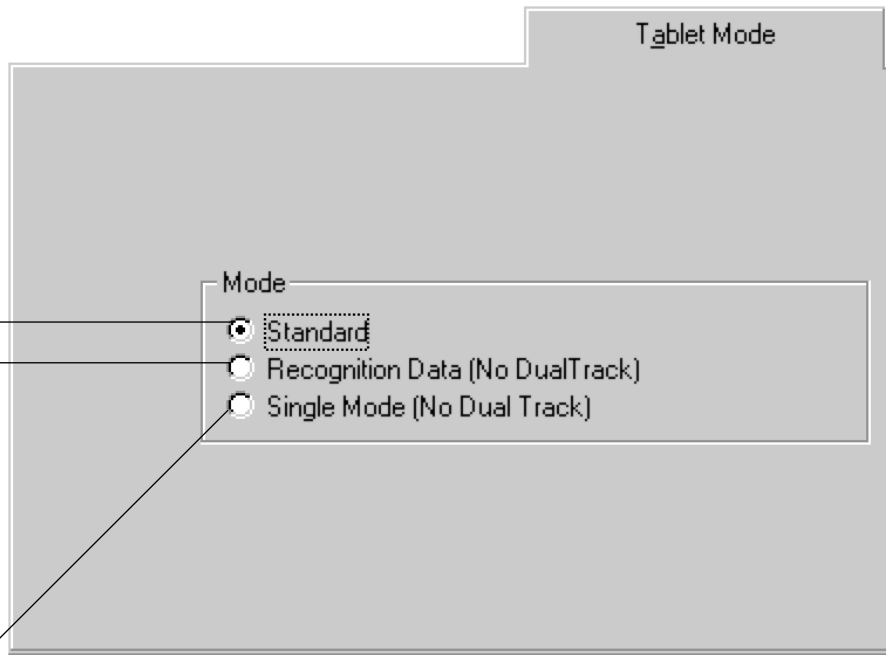 Tablet Mode
Mode
Standard
Recognition Data (No DualTrack)
Single Mode (No Dual Track)